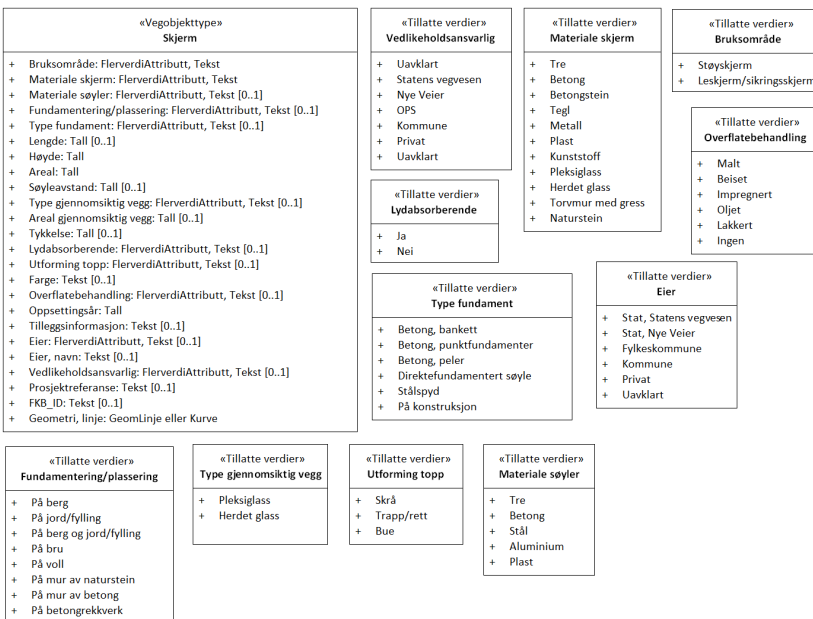 «Vegobjekttype»
Skjerm
+ Bruksområde: FlerverdiAttributt, Tekst
+ Materiale skjerm: FlerverdiAttributt, Tekst
+ Materiale søyler: FlerverdiAttributt, Tekst [0..1]
+ Fundamentering/plassering: FlerverdiAttributt, Tekst [0..1]
+ Type fundament: FlerverdiAttributt, Tekst [0..1]
+ Lengde: Tall [0..1]
+ Høyde: Tall
+ Areal: Tall
+ Søyleavstand: Tall [0..1]
+ Type gjennomsiktig vegg: FlerverdiAttributt, Tekst [0..1]
+ Areal gjennomsiktig vegg: Tall [0..1]
+ Tykkelse: Tall [0..1]
+ Lydabsorberende: FlerverdiAttributt, Tekst [0..1]
+ Utforming topp: FlerverdiAttributt, Tekst [0..1]
+ Farge: Tekst [0..1]
+ Overflatebehandling: FlerverdiAttributt, Tekst [0..1]
+ Oppsettingsår: Tall
+ Tilleggsinformasjon: Tekst [0..1]
+ Eier: FlerverdiAttributt, Tekst [0..1]
+ Eier, navn: Tekst [0..1]
+ Vedlikeholdsansvarlig: FlerverdiAttributt, Tekst [0..1]
+ Prosjektreferanse: Tekst [0..1]
+ FKB_ID: Tekst [0..1]
+ Geometri, linje: GeomLinje eller Kurve
«Tillatte verdier»
Vedlikeholdsansvarlig
+ Uavklart
+ Statens vegvesen
+ Nye Veier
+ OPS
+ Kommune
+ Privat
+ Uavklart
«Tillatte verdier»
Materiale skjerm
+ Tre
+ Betong
+ Betongstein
+ Tegl
+ Metall
+ Plast
+ Kunststoff
+ Pleksiglass
+ Herdet glass
+ Torvmur med gress
+ Naturstein
«Tillatte verdier»
Bruksområde
+ Støyskjerm
+ Leskjerm/sikringsskjerm
«Tillatte verdier»
Overflatebehandling
+ Malt
+ Beiset
+ Impregnert
+ Oljet
+ Lakkert
+ Ingen
«Tillatte verdier»
Lydabsorberende
+ Ja
+ Nei
«Tillatte verdier»
Type fundament
+ Betong, bankett
+ Betong, punktfundamenter
+ Betong, peler
+ Direktefundamentert søyle
+ Stålspyd
+ På konstruksjon
«Tillatte verdier»
Eier
+ Stat, Statens vegvesen
+ Stat, Nye Veier
+ Fylkeskommune
+ Kommune
+ Privat
+ Uavklart
«Tillatte verdier»
Fundamentering/plassering
+ På berg
+ På jord/fylling
+ På berg og jord/fylling
+ På bru
+ På voll
+ På mur av naturstein
+ På mur av betong
+ På betongrekkverk
«Tillatte verdier»
Type gjennomsiktig vegg
+ Pleksiglass
+ Herdet glass
«Tillatte verdier»
Utforming topp
+ Skrå
+ Trapp/rett
+ Bue
«Tillatte verdier»
Materiale søyler
+ Tre
+ Betong
+ Stål
+ Aluminium
+ Plast